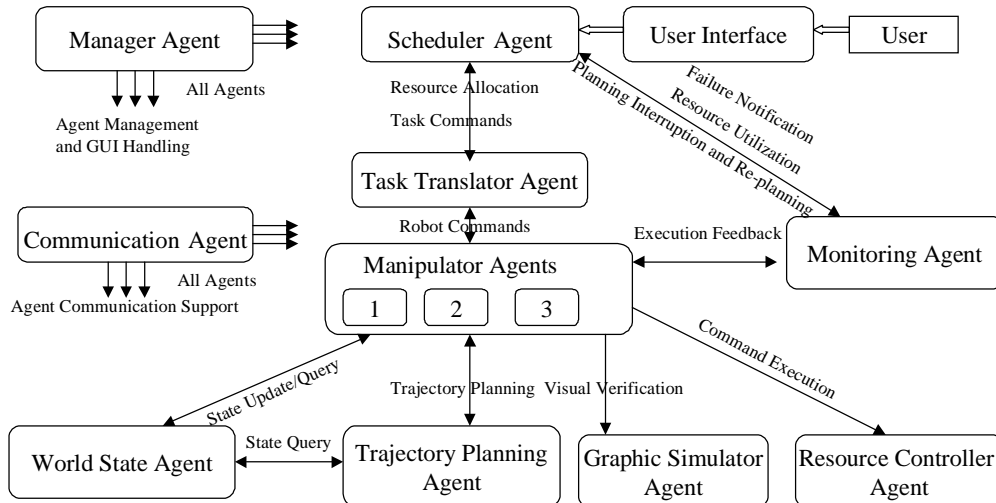 Manager Agent
Scheduler Agent
User Interface
User
All Agents
Agent Management
and GUI Handling
Resource Allocation
Task Commands
Failure Notification
Resource Utilization
Planning Interruption and Re-planning
Task Translator Agent
Robot Commands
Communication Agent
All Agents
Agent Communication Support
Manipulator Agents
1
2
3
Execution Feedback
Monitoring Agent
State Update/Query
Trajectory Planning
Visual Verification
Command Execution
World State Agent
State Query
Trajectory Planning
Agent
Graphic Simulator
Agent
Resource Controller
Agent